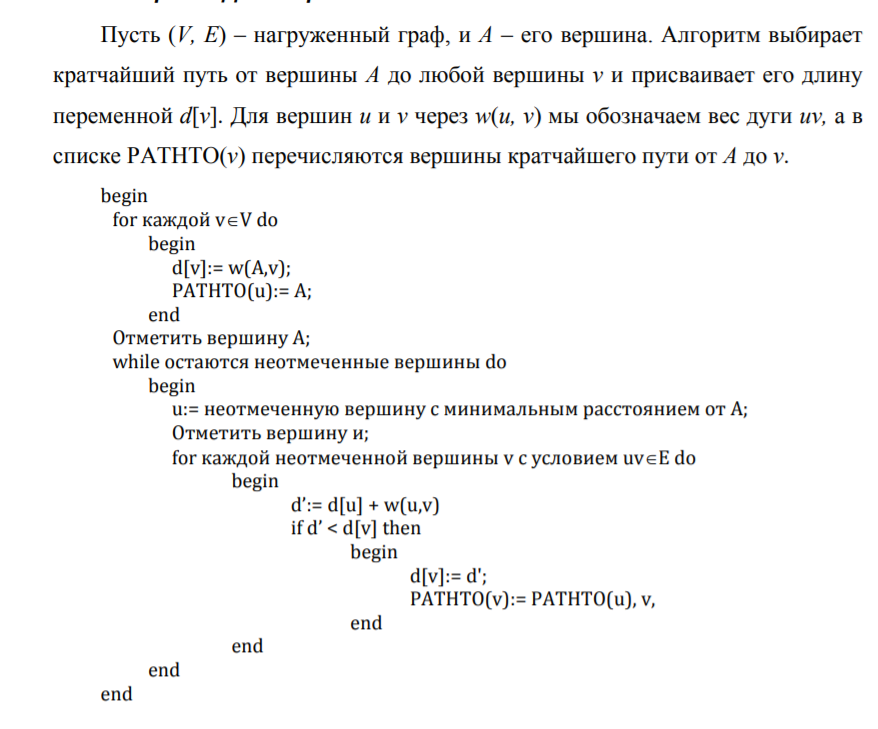 Пусть (V, E) – нагруженный граф, и A – его вершина. Алгоритм выбирает
кратчайший путь от вершины A до любой вершины v и присваивает его длину
переменной d[v]. Для вершин u и v через w(u, v) мы обозначаем вес дуги uv, а в
списке PATHTO(v) перечисляются вершины кратчайшего пути от A до v.
begin
for каждой v∈V do
begin
d[v]:= w(A,v);
PATHTO(u):= A;
end
Отметить вершину A;
while остаются неотмеченные вершины do
begin
u:= неотмеченную вершину с минимальным расстоянием от A;
Отметить вершину и;
for каждой неотмеченной вершины v с условием uv∈E do
begin
d’:= d[u] + w(u,v)
if d’ < d[v] then
begin
d[v]:= d';
PATHTO(v):= PATHTO(u), v,
end
end
end
end